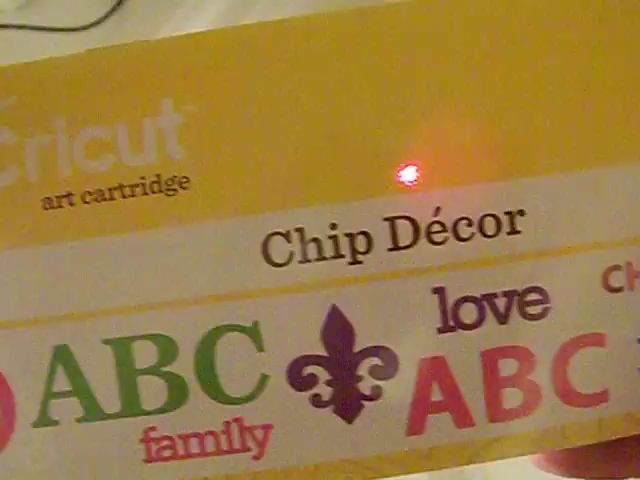 Cricut
art cartridge
Chip Décor
love
ABC
family
ABC